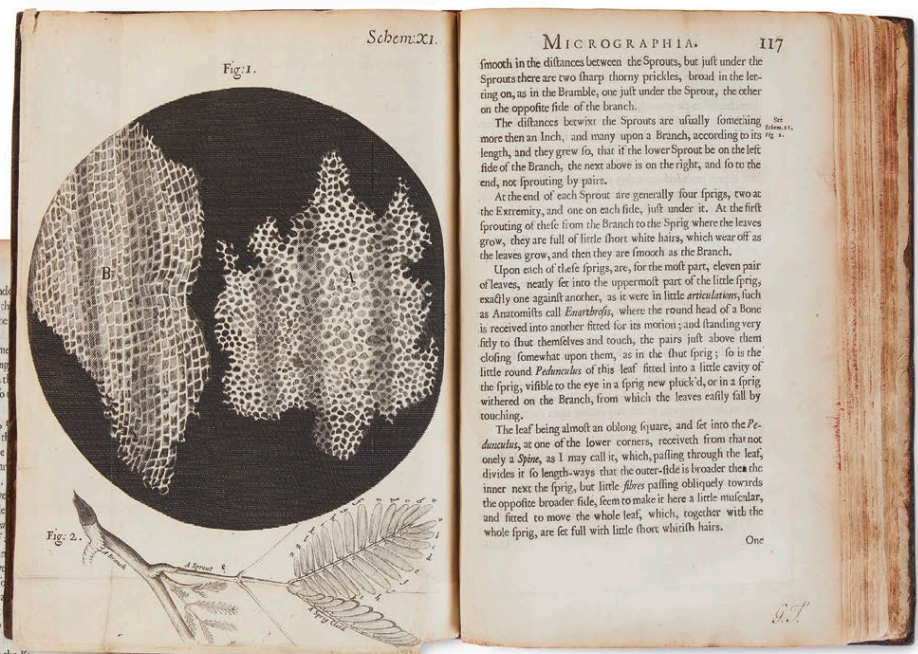 Schem: XI.
Fig: 1.
B
A
Fig: 2.
A Branch
A Sprout
A Sprig Closd
MICROGRAPHIA. 117
ſmooth in the diſtances between the Sprouts, but juſt under the
Sprouts there are two ſharp thorny prickles, broad in the ſet-
ting on, as in the Bramble, one juſt under the Sprout, the other
on the oppoſite ſide of the branch.
The diſtances betwixt the Sprouts are uſually ſomething
more then an Inch, and many upon a Branch, according to its
length, and they grew ſo, that if the lower Sprout be on the left
ſide of the Branch, the next above is on the right, and ſo to the
end, not ſprouting by pairs.
See
Schem. 11.
Fig 2.
At the end of each Sprout are generally four ſprigs, two at
the Extremity, and one on each ſide, juſt under it. At the firſt
ſprouting of theſe from the Branch to the Sprig where the leaves
grow, they are full of little ſhort white hairs, which wear off as
the leaves grow, and then they are ſmooth as the Branch.
Upon each of theſe ſprigs, are, for the moſt part, eleven pair
of leaves, neatly ſet into the uppermoſt part of the little ſprig,
exactly one againſt another, as it were in little articulations, ſuch
as Anatomiſts call Enarthroſis, where the round head of a Bone
is received into another fitted for its motion; and ſtanding very
fitly to ſhut themſelves and touch, the pairs juſt above them
cloſing ſomewhat upon them, as in the ſhut ſprig; ſo is the
little round Pedunculus of this leaf fitted into a little cavity of
the ſprig, viſible to the eye in a ſprig new pluck'd, or in a ſprig
withered on the Branch, from which the leaves eaſily fall by
touching.
The leaf being almoſt an oblong ſquare, and ſet into the Pe-
dunculus, at one of the lower corners, receiveth from that not
onely a Spine, as I may call it, which, paſſing through the leaf,
divides it ſo length-ways that the outer-ſide is broader then the
inner next the ſprig, but little fibres paſſing obliquely towards
the oppoſite broader ſide, ſeem to make it here a little muſcular,
and fitted to move the whole leaf, which, together with the
whole ſprig, are ſet full with little ſhort whitiſh hairs.
One